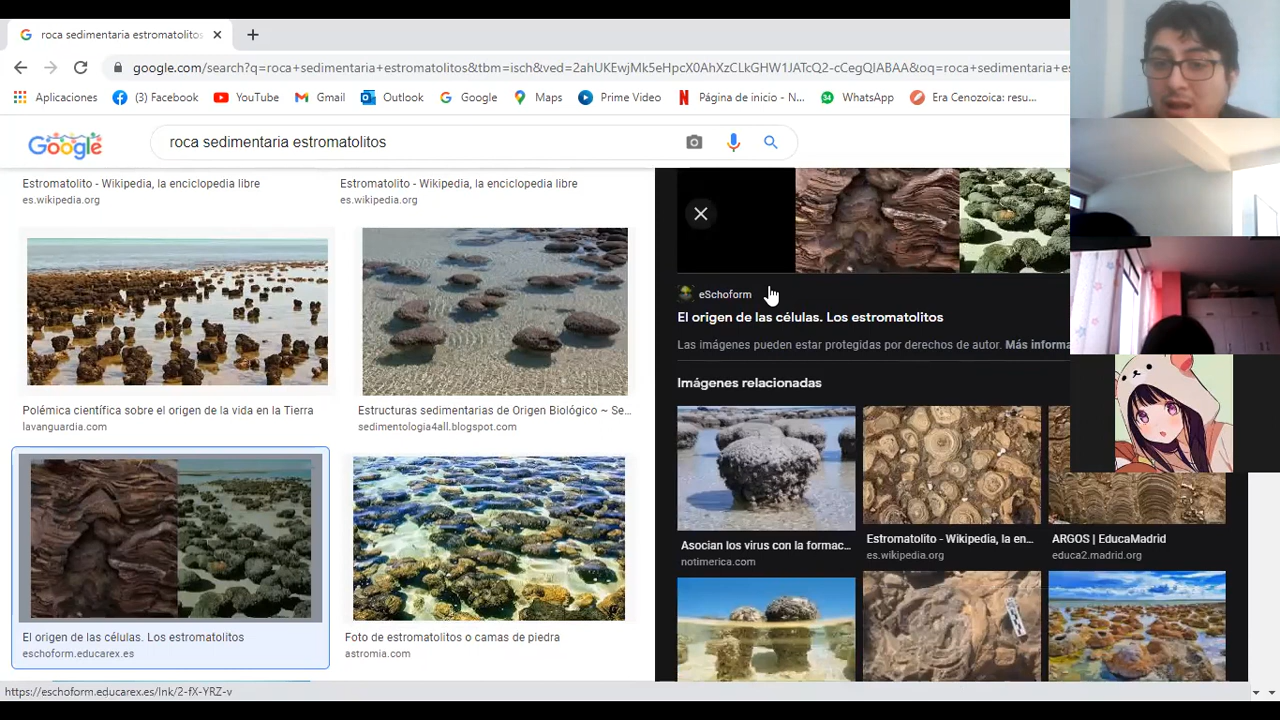 roca sedimentaria estromatolitos
google.com/search?q=roca+sedimentaria+estromatolitos&tbm=isch&ved=2ahUKEwjMk5eHpcX0AhXzCLkGHW1JATcQ2-cCegQIABAA&oq=roca+sedimentaria+es
Aplicaciones
(3) Facebook
YouTube
Gmail
Outlook
Google
Maps
Prime Video
Página de inicio - N...
34
WhatsApp
Era Cenozoica: resu...
Google
roca sedimentaria estromatolitos
Estromatolito - Wikipedia, la enciclopedia libre
es.wikipedia.org
Estromatolito - Wikipedia, la enciclopedia libre
es.wikipedia.org
Polémica científica sobre el origen de la vida en la Tierra
lavanguardia.com
Estructuras sedimentarias de Origen Biológico ~ Se...
sedimentologia4all.blogspot.com
El origen de las células. Los estromatolitos
eschoform.educarex.es
Foto de estromatolitos o camas de piedra
astromia.com
eSchoform
El origen de las células. Los estromatolitos
Las imágenes pueden estar protegidas por derechos de autor. Más informa
Imágenes relacionadas
Asocian los virus con la formac...
notimerica.com
Estromatolito - Wikipedia, la en...
es.wikipedia.org
ARGOS | EducaMadrid
educa2.madrid.org
https://eschoform.educarex.es/lnk/2-fX-YRZ-v